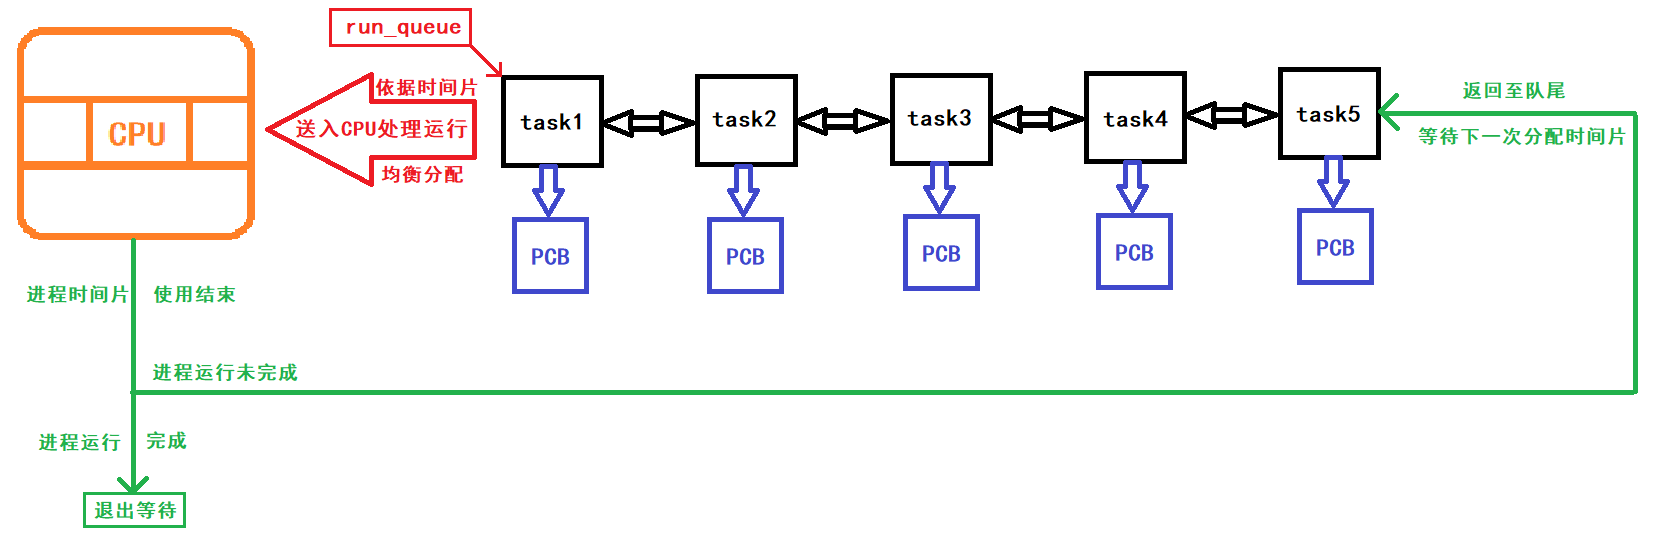 run_queue
依据时间片
送入CPU处理运行
均衡分配
CPU
task1
task2
task3
task4
task5
返回至队尾
等待下一次分配时间片
PCB
PCB
PCB
PCB
PCB
进程时间片 使用结束
进程运行未完成
进程运行 完成
退出等待